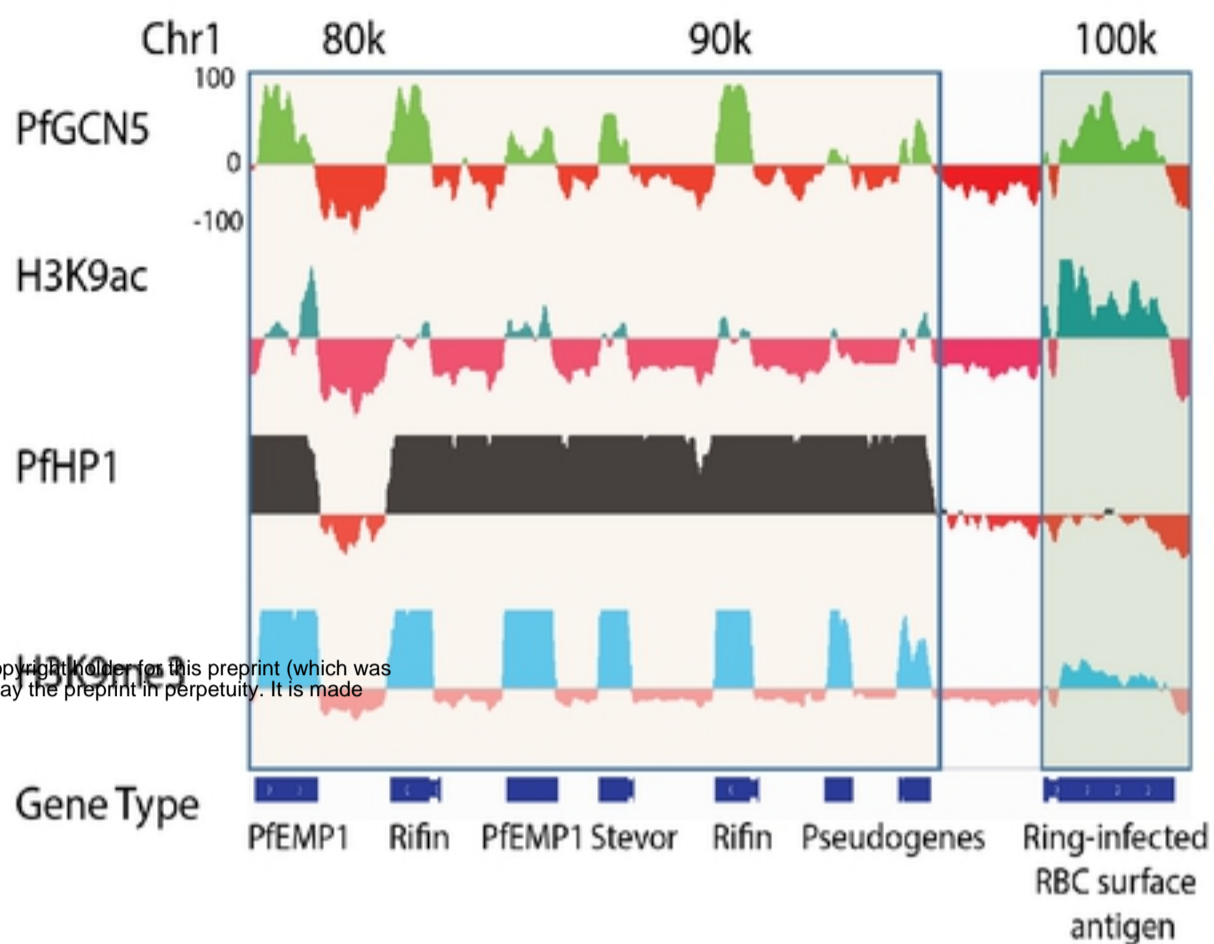 Chr1 80k 90k 100k
100
PfGCN5
0
-100
H3K9ac
PfHP1
H3K9me3
opyright holder for this preprint (which was
ay the preprint in perpetuity. It is made
Gene Type
PfEMP1 Rifin PfEMP1 Stevor Rifin Pseudogenes Ring-infected
RBC surface
antigen